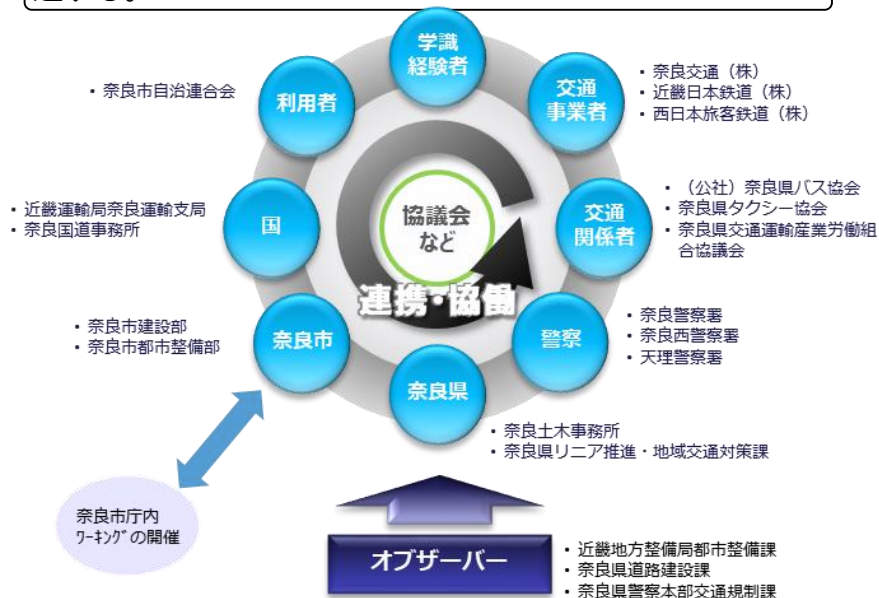 学識
経験者
・ 奈良市自治連合会
利用者
交通
事業者
・ 奈良交通（株）
・ 近畿日本鉄道（株）
・ 西日本旅客鉄道（株）
・ 近畿運輸局奈良運輸支局
・ 奈良国道事務所
国
協議会
など
連携・協働
交通
関係者
・ （公社）奈良県バス協会
・ 奈良県タクシー協会
・ 奈良県交通運輸産業労働組
合協議会
・ 奈良市建設部
・ 奈良市都市整備部
奈良市
警察
・ 奈良警察署
・ 奈良西警察署
・ 天理警察署
奈良県
・ 奈良土木事務所
・ 奈良県リニア推進・地域交通対策課
奈良市庁内
ﾜｰｷﾝｸﾞの開催
オブザーバー
・ 近畿地方整備局都市整備課
・ 奈良県道路建設課
・ 奈良県警察本部交通規制課